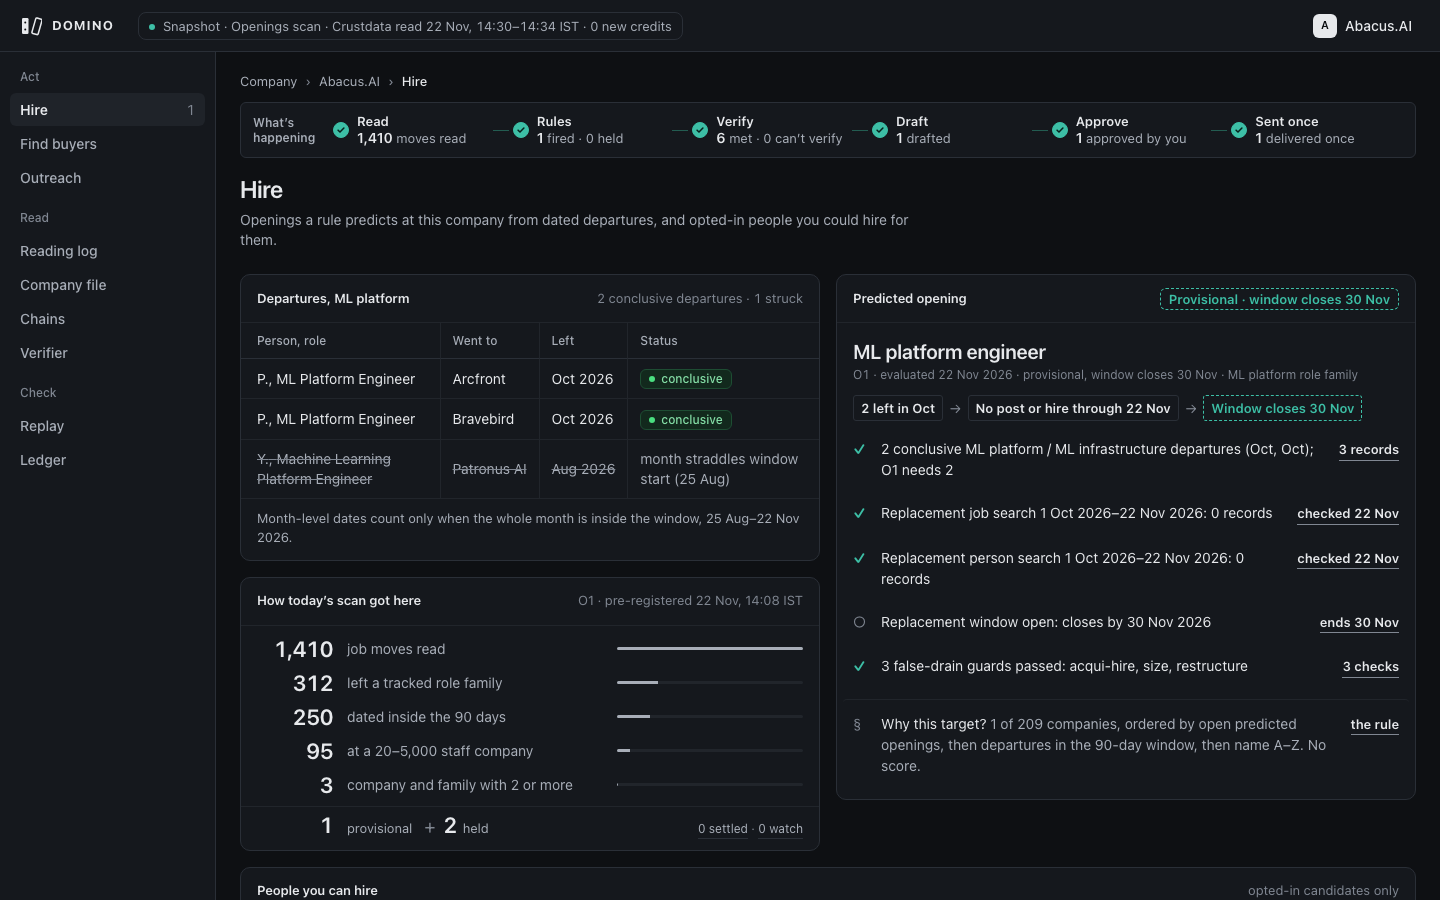 DOMINO
Snapshot · Openings scan · Crustdata read 22 Nov, 14:30–14:34 IST · 0 new credits
A
Abacus.AI
Act
Hire 1
Find buyers
Outreach
Read
Reading log
Company file
Chains
Verifier
Check
Replay
Ledger
Company › Abacus.AI › Hire
What's
happening
Read
1,410 moves read
Rules
1 fired · 0 held
Verify
6 met · 0 can't verify
Draft
1 drafted
Approve
1 approved by you
Sent once
1 delivered once
Hire
Openings a rule predicts at this company from dated departures, and opted-in people you could hire for
them.
Departures, ML platform 2 conclusive departures · 1 struck
Person, role Went to Left Status
P., ML Platform Engineer Arcfront Oct 2026 conclusive
P., ML Platform Engineer Bravebird Oct 2026 conclusive
Y., Machine Learning
Platform Engineer
Patronus AI
Aug 2026
month straddles window
start (25 Aug)
Month-level dates count only when the whole month is inside the window, 25 Aug–22 Nov
2026.
How today's scan got here O1 · pre-registered 22 Nov, 14:08 IST
1,410 job moves read
312 left a tracked role family
250 dated inside the 90 days
95 at a 20–5,000 staff company
3 company and family with 2 or more
1 provisional + 2 held 0 settled · 0 watch
Predicted opening Provisional · window closes 30 Nov
ML platform engineer
O1 · evaluated 22 Nov 2026 · provisional, window closes 30 Nov · ML platform role family
2 left in Oct → No post or hire through 22 Nov → Window closes 30 Nov
2 conclusive ML platform / ML infrastructure departures (Oct, Oct); 3 records
O1 needs 2
Replacement job search 1 Oct 2026–22 Nov 2026: 0 records checked 22 Nov
Replacement person search 1 Oct 2026–22 Nov 2026: 0 checked 22 Nov
records
Replacement window open: closes by 30 Nov 2026 ends 30 Nov
3 false-drain guards passed: acqui-hire, size, restructure 3 checks
§ Why this target? 1 of 209 companies, ordered by open predicted the rule
openings, then departures in the 90-day window, then name A–Z. No
score.
People you can hire opted-in candidates only